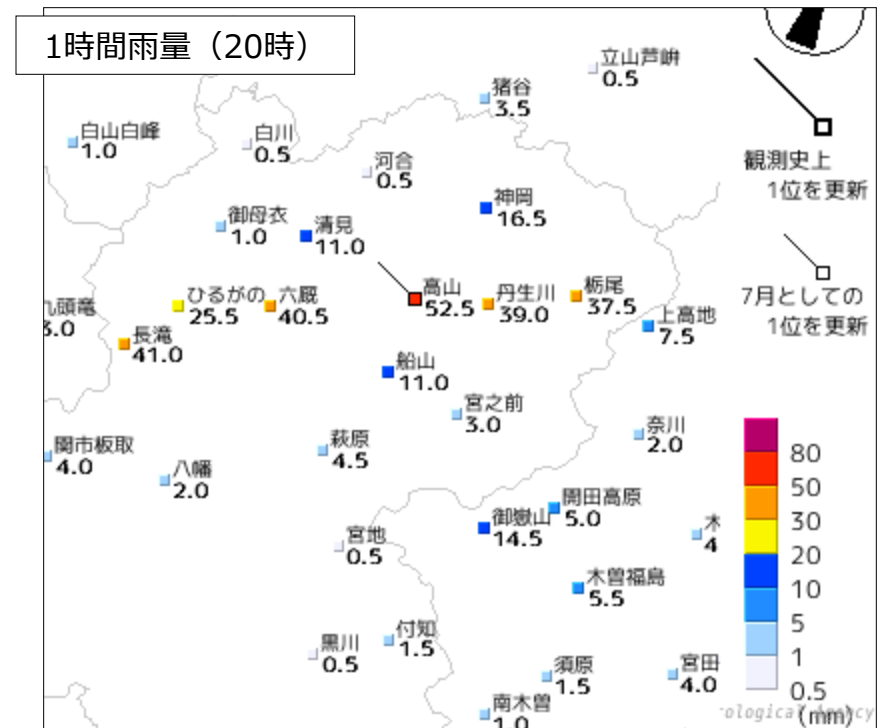 1時間雨量（20時）
立山芦峅
0.5
猪谷
3.5
白山白峰
1.0
白川
0.5
河合
0.5
観測史上
1位を更新
神岡
16.5
御母衣
1.0
清見
11.0
高山
52.5
丹生川
39.0
栃尾
37.5
ひるがの
25.5
六厩
40.5
7月としての
1位を更新
九頭竜
3.0
上高地
7.5
長滝
41.0
船山
11.0
宮之前
3.0
奈川
2.0
萩原
4.5
関市板取
4.0
八幡
2.0
80
50
30
20
10
5
1
0.5
(mm)
開田高原
5.0
御嶽山
14.5
木
4
宮地
0.5
木曽福島
5.5
付知
1.5
黒川
0.5
須原
1.5
宮田
4.0
南木曽
1.0